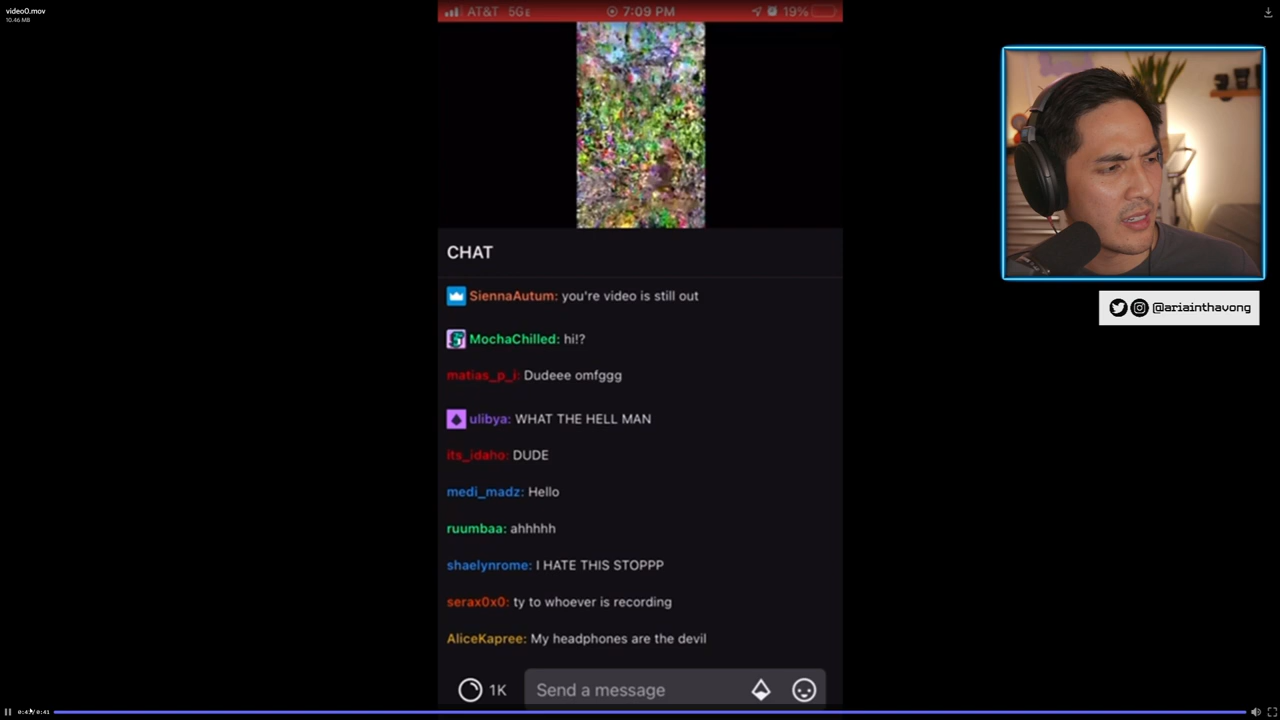 video0.mov
10.46 MB
AT&T 5GE
7:09 PM
19%
CHAT
SiennaAutum: you're video is still out
MochaChilled: hi!?
matias_p_i: Dudeee omfggg
ulibya: WHAT THE HELL MAN
its_idaho: DUDE
medi_madz: Hello
ruumbaa: ahhhhh
shaelynrome: I HATE THIS STOPPP
serax0x0: ty to whoever is recording
AliceKapree: My headphones are the devil
1K
Send a message
@ariainthavong
0:41